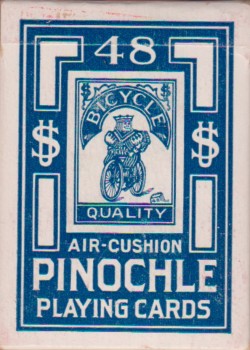 48
BICYCLE
QUALITY
AIR-CUSHION
PINOCHLE
PLAYING CARDS